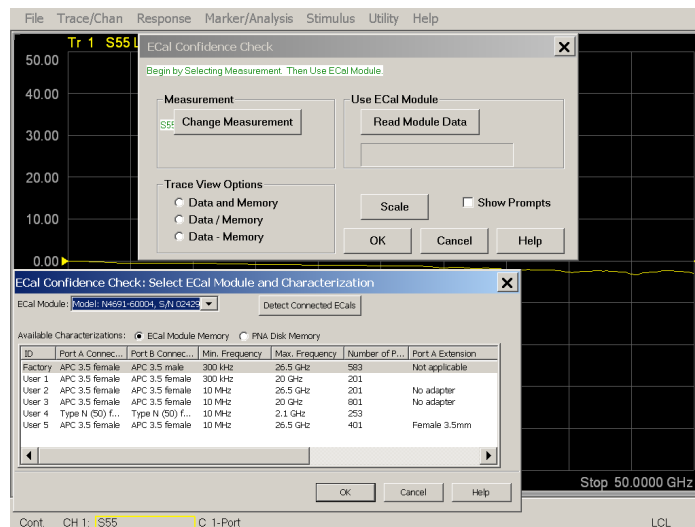 File Trace/Chan Response Marker/Analysis Stimulus Utility Help
Tr 1 S55 L
50.00
40.00
30.00
20.00
10.00
0.00
ECal Confidence Check
Begin by Selecting Measurement. Then Use ECal Module.
Measurement
S55
Change Measurement
Use ECal Module
Read Module Data
Trace View Options
Data and Memory
Data / Memory
Data - Memory
Scale
Show Prompts
OK Cancel Help
ECal Confidence Check: Select ECal Module and Characterization
ECal Module: Model: N4691-60004, S/N 02429
Detect Connected ECals
Available Characterizations: ECal Module Memory PNA Disk Memory
ID Port A Connec... Port B Connec... Min. Frequency Max. Frequency Number of P... Port A Extension
Factory APC 3.5 female APC 3.5 male 300 kHz 26.5 GHz 583 Not applicable
User 1 APC 3.5 female APC 3.5 female 300 kHz 20 GHz 201
User 2 APC 3.5 female APC 3.5 female 10 MHz 26.5 GHz 201 No adapter
User 3 APC 3.5 female APC 3.5 female 10 MHz 20 GHz 801 No adapter
User 4 Type N (50) f... Type N (50) f... 10 MHz 2.1 GHz 253
User 5 APC 3.5 female APC 3.5 female 10 MHz 26.5 GHz 401 Female 3.5mm
OK Cancel Help
Stop 50.0000 GHz
Cont. CH 1: S55 C 1-Port LCL